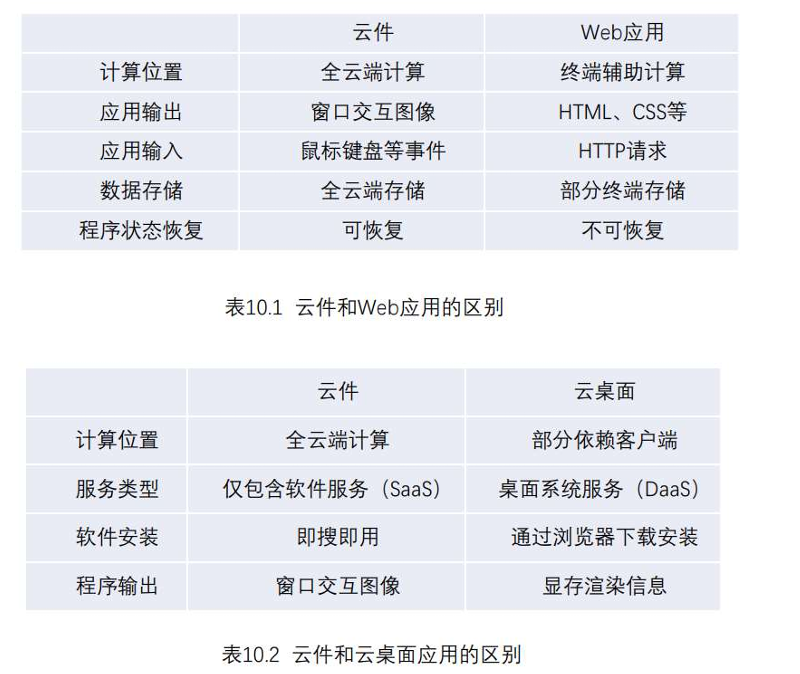 云件 Web应用
计算位置 全云端计算 终端辅助计算
应用输出 窗口交互图像 HTML、CSS等
应用输入 鼠标键盘等事件 HTTP请求
数据存储 全云端存储 部分终端存储
程序状态恢复 可恢复 不可恢复
表10.1 云件和Web应用的区别
云件 云桌面
计算位置 全云端计算 部分依赖客户端
服务类型 仅包含软件服务（SaaS） 桌面系统服务（DaaS）
软件安装 即搜即用 通过浏览器下载安装
程序输出 窗口交互图像 显存渲染信息
表10.2 云件和云桌面应用的区别